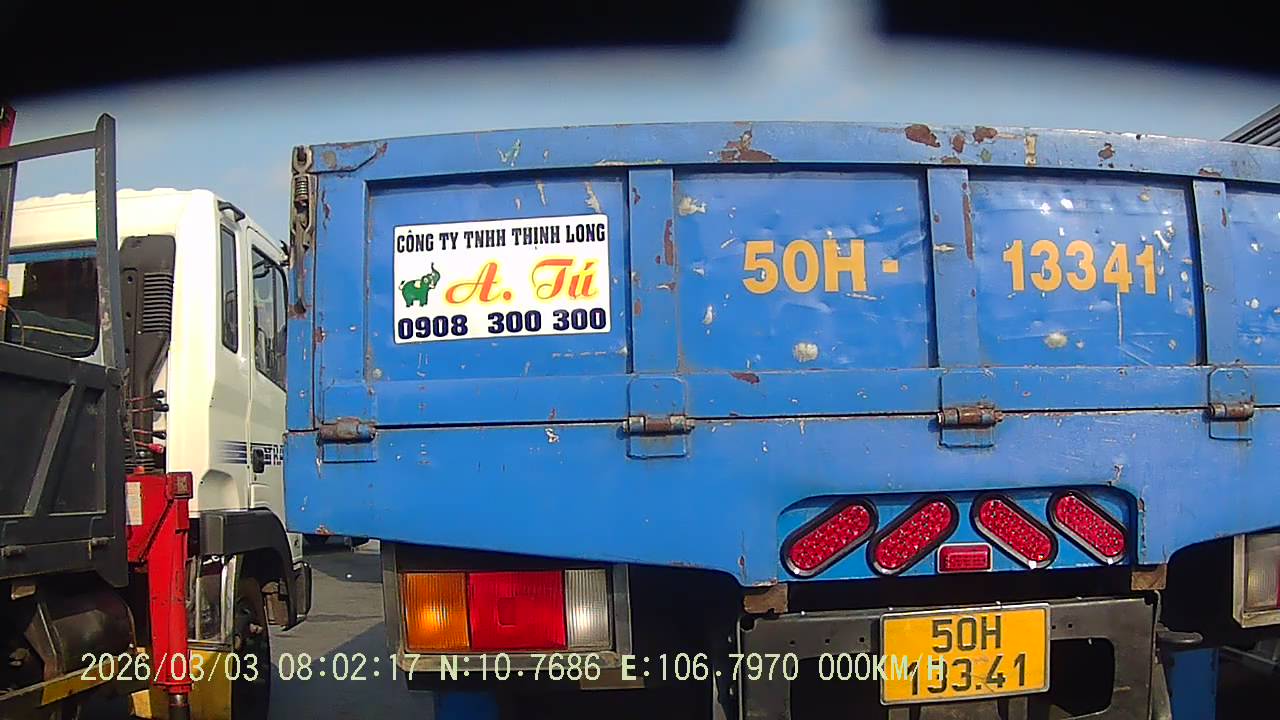 CÔNG TY TNHH THỊNH LONG
A. Tú
0908 300 300
50H - 13341
50H
133.41
2026/03/03 08:02:17 N:10.7686 E:106.7970 000KM/H